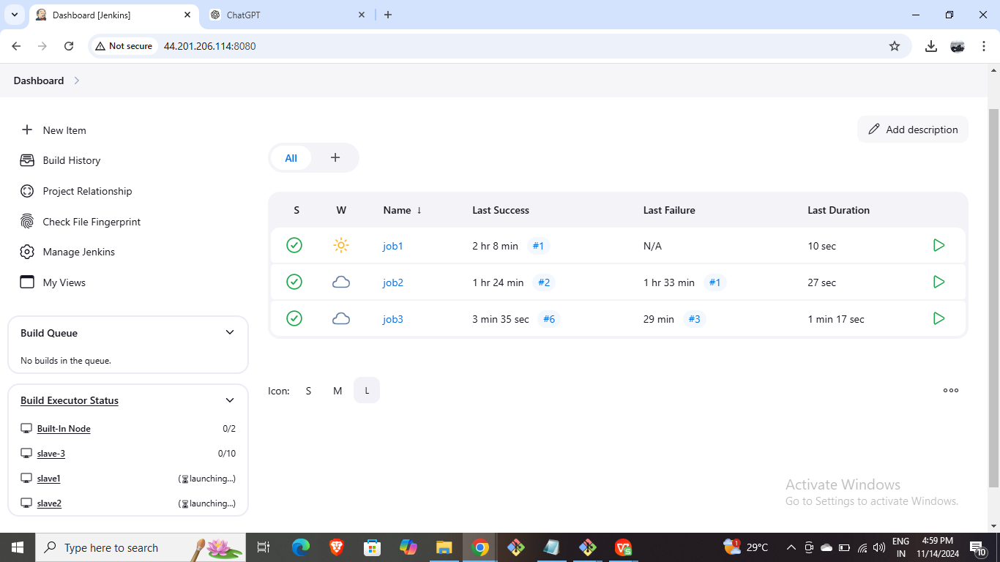 Dashboard [Jenkins]
ChatGPT
Not secure
44.201.206.114:8080
Dashboard
New Item
Build History
Project Relationship
Check File Fingerprint
Manage Jenkins
My Views
Build Queue
No builds in the queue.
Build Executor Status
Built-In Node 0/2
slave-3 0/10
slave1 (launching...)
slave2 (launching...)
Add description
All +
S W Name ↓ Last Success Last Failure Last Duration
job1 2 hr 8 min #1 N/A 10 sec
job2 1 hr 24 min #2 1 hr 33 min #1 27 sec
job3 3 min 35 sec #6 29 min #3 1 min 17 sec
Icon: S M L
Activate Windows
Go to Settings to activate Windows.
Type here to search
1
29°C
ENG
IN
4:59 PM
11/14/2024
10